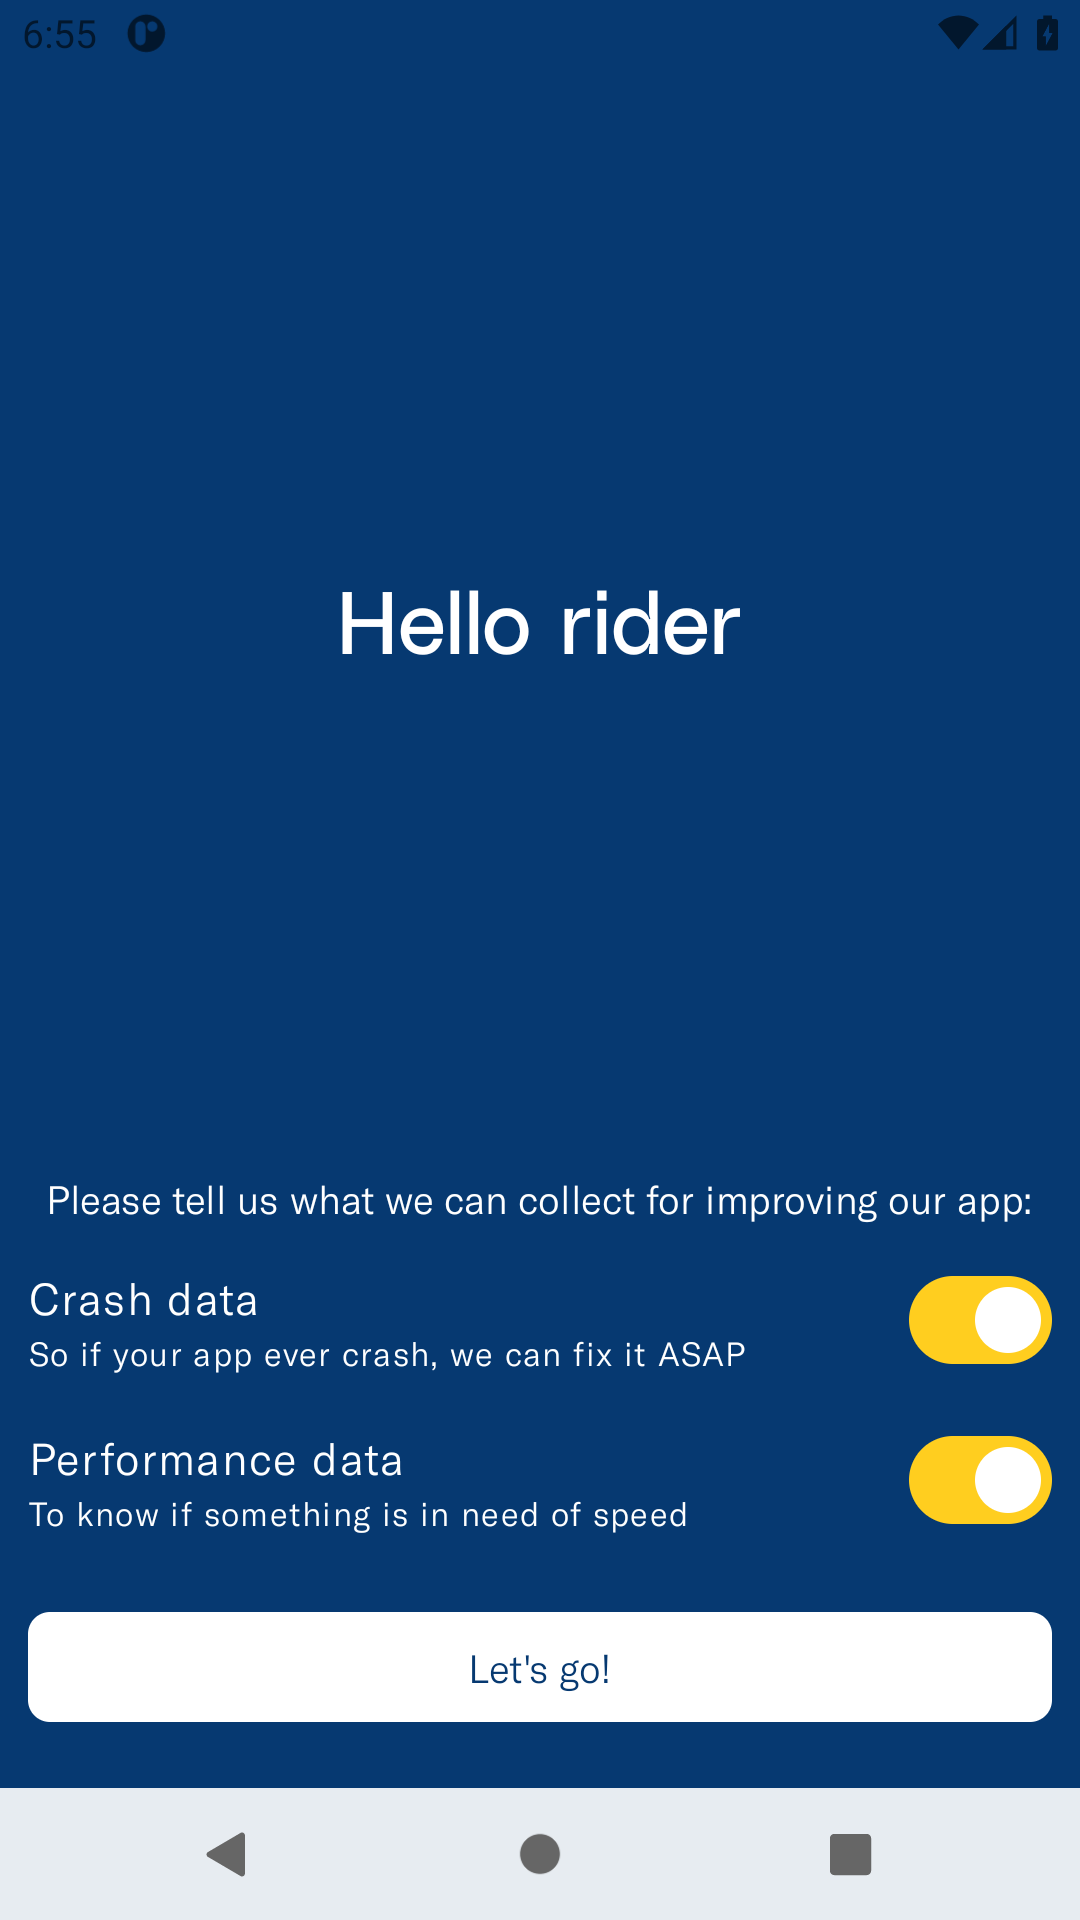 6:55
Hello rider
Please tell us what we can collect for improving our app:
Crash data
So if your app ever crash, we can fix it ASAP
Performance data
To know if something is in need of speed
Let's go!